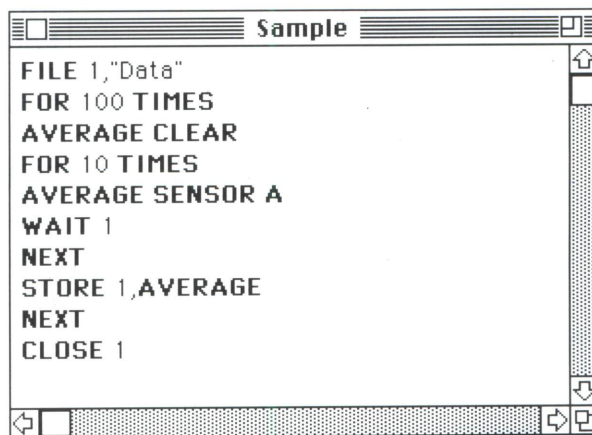 Sample
FILE 1,"Data"
FOR 100 TIMES
AVERAGE CLEAR
FOR 10 TIMES
AVERAGE SENSOR A
WAIT 1
NEXT
STORE 1,AVERAGE
NEXT
CLOSE 1